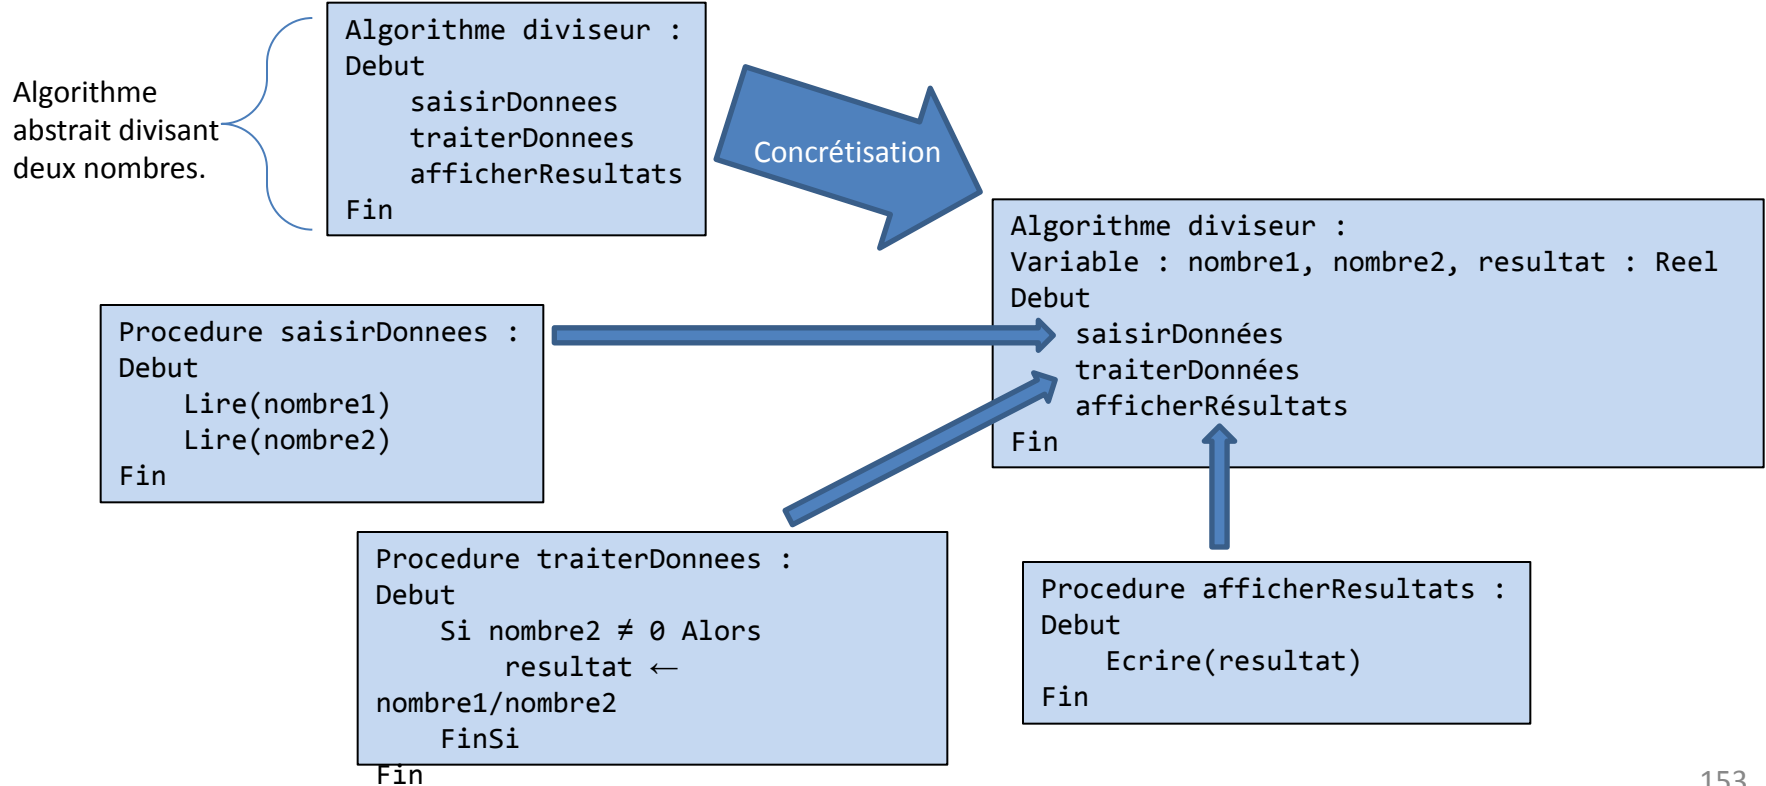 Algorithme
abstrait divisant
deux nombres.
Algorithme diviseur :
Debut
    saisirDonnees
    traiterDonnees
    afficherResultats
Fin
Concrétisation
Algorithme diviseur :
Variable : nombre1, nombre2, resultat : Reel
Debut
    saisirDonnées
    traiterDonnées
    afficherRésultats
Fin
Procedure saisirDonnees :
Debut
    Lire(nombre1)
    Lire(nombre2)
Fin
Procedure traiterDonnees :
Debut
    Si nombre2 ≠ 0 Alors
        resultat ←
nombre1/nombre2
    FinSi
Fin
Procedure afficherResultats :
Debut
    Ecrire(resultat)
Fin
153